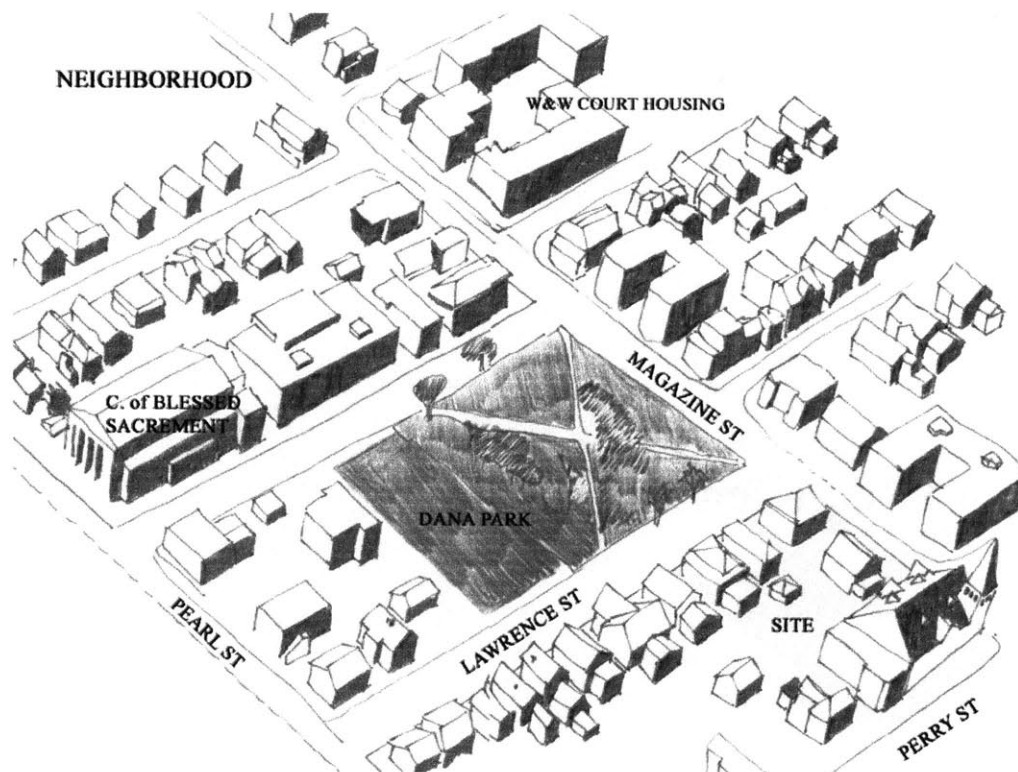 NEIGHBORHOOD
W&W COURT HOUSING
MAGAZINE ST
C. of BLESSED
SACREMENT
DANA PARK
PEARL ST
LAWRENCE ST
SITE
PERRY ST